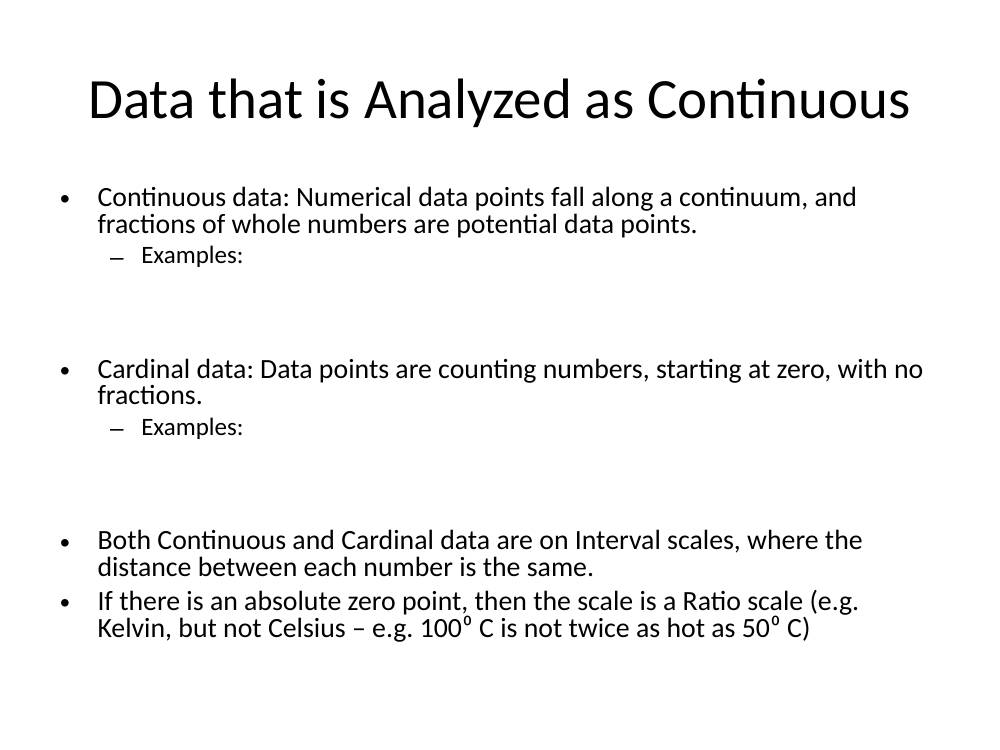 Data that is Analyzed as Continuous
• Continuous data: Numerical data points fall along a continuum, and
fractions of whole numbers are potential data points.
– Examples:
• Cardinal data: Data points are counting numbers, starting at zero, with no
fractions.
– Examples:
• Both Continuous and Cardinal data are on Interval scales, where the
distance between each number is the same.
• If there is an absolute zero point, then the scale is a Ratio scale (e.g.
Kelvin, but not Celsius – e.g. 100⁰ C is not twice as hot as 50⁰ C)